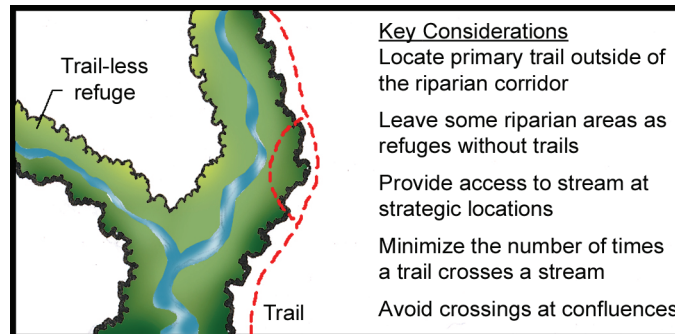 Trail-less
refuge
Trail
Key Considerations
Locate primary trail outside of
the riparian corridor
Leave some riparian areas as
refuges without trails
Provide access to stream at
strategic locations
Minimize the number of times
a trail crosses a stream
Avoid crossings at confluences